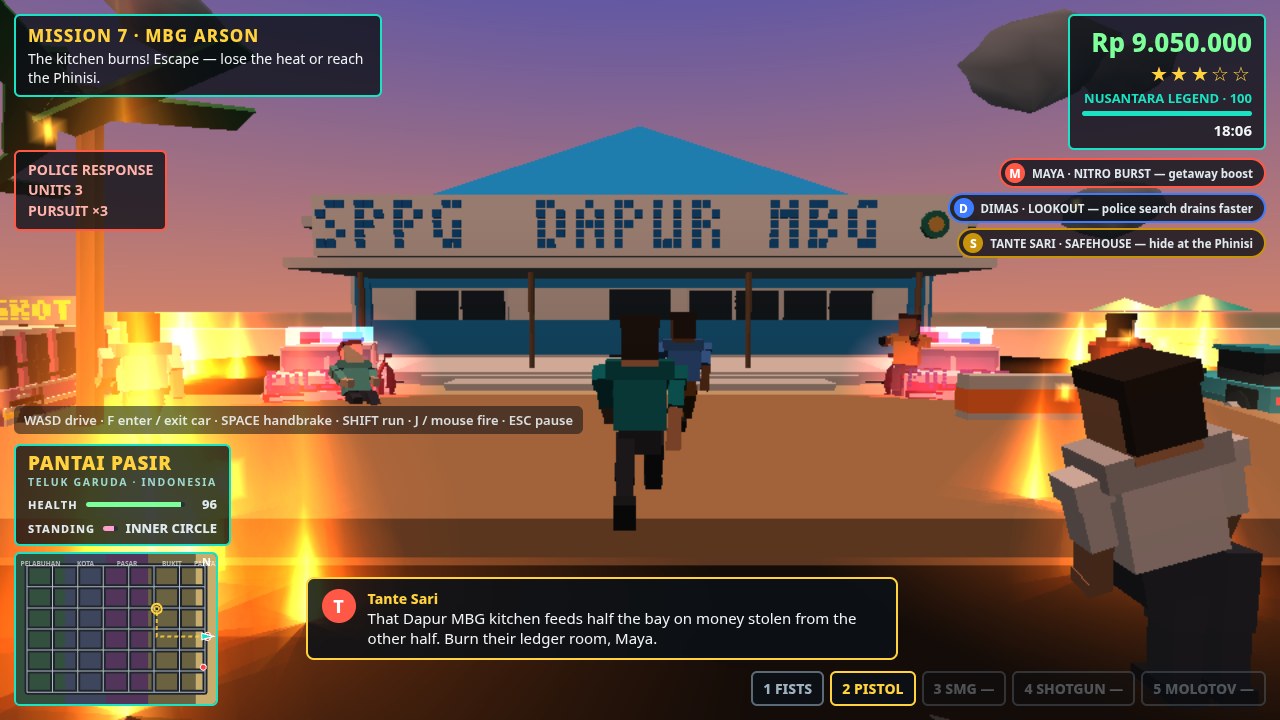 MISSION 7 · MBG ARSON
The kitchen burns! Escape — lose the heat or reach
the Phinisi.
Rp 9.050.000
★★★☆☆
NUSANTARA LEGEND · 100
18:06
POLICE RESPONSE
UNITS 3
PURSUIT ×3
M MAYA · NITRO BURST — getaway boost
D DIMAS · LOOKOUT — police search drains faster
S TANTE SARI · SAFEHOUSE — hide at the Phinisi
SPPG DAPUR MBG
WASD drive · F enter / exit car · SPACE handbrake · SHIFT run · J / mouse fire · ESC pause
PANTAI PASIR
TELUK GARUDA · INDONESIA
HEALTH 96
STANDING INNER CIRCLE
PELABUHAN KOTA PASAR BUKIT N
T
Tante Sari
That Dapur MBG kitchen feeds half the bay on money stolen from the
other half. Burn their ledger room, Maya.
1 FISTS 2 PISTOL 3 SMG — 4 SHOTGUN — 5 MOLOTOV —